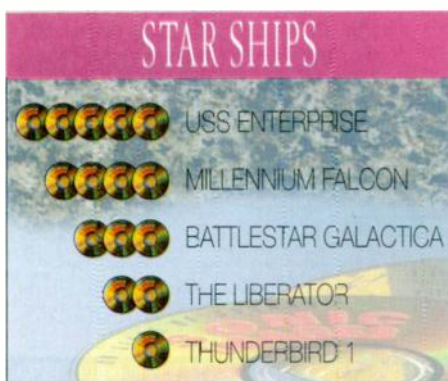 STAR SHIPS
USS ENTERPRISE
MILLENNIUM FALCON
BATTLESTAR GALACTICA
THE LIBERATOR
THUNDERBIRD 1